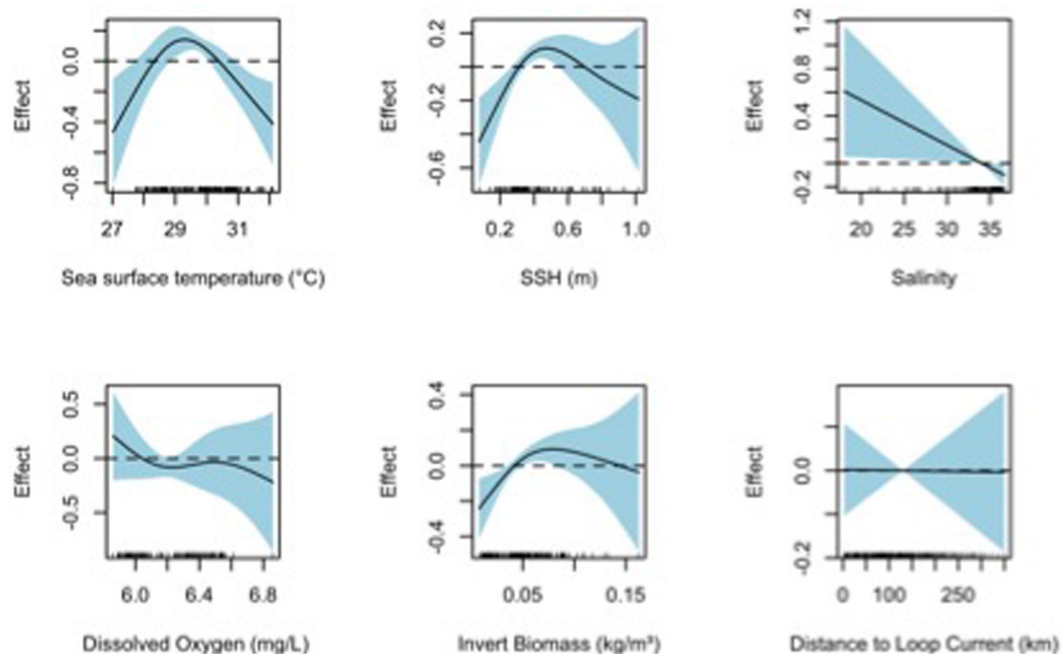 Effect
0.0
-0.4
-0.8
27 29 31
Sea surface temperature (°C)
Effect
0.2
-0.2
-0.6
0.2 0.6 1.0
SSH (m)
Effect
1.2
0.8
0.4
-0.2
20 25 30 35
Salinity
Effect
0.5
0.0
-0.5
6.0 6.4 6.8
Dissolved Oxygen (mg/L)
Effect
0.4
0.0
-0.4
0.05 0.15
Invert Biomass (kg/m³)
Effect
0.0
-0.2
0 100 250
Distance to Loop Current (km)